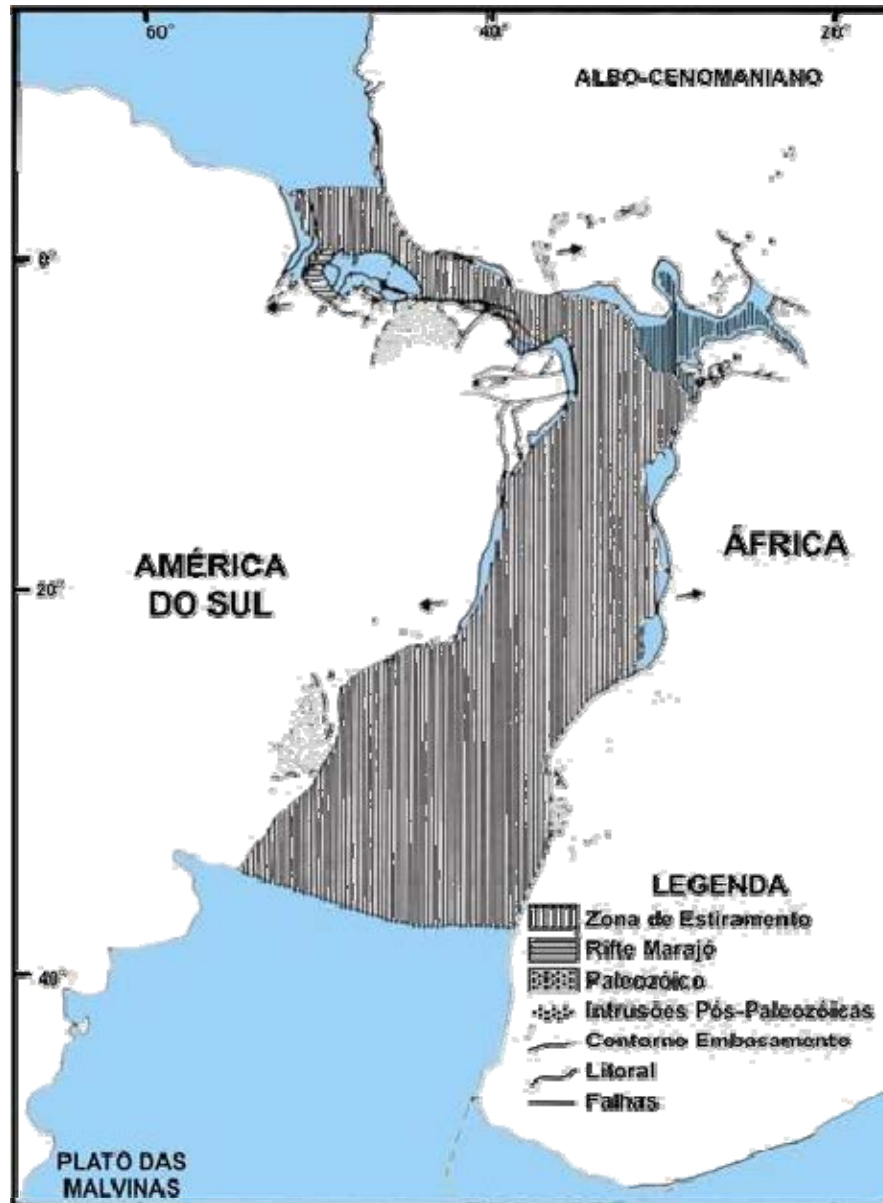 60° 40° 20°
ALBO-CENOMANIANO
0°
ÁFRICA
AMÉRICA
DO SUL
20°
LEGENDA
Zona de Estiramento
Rifte Marajó
Paleozóico
Intrusões Pós-Paleozóicas
Contorno Embasamento
Litoral
Falhas
40°
PLATO DAS
MALVINAS